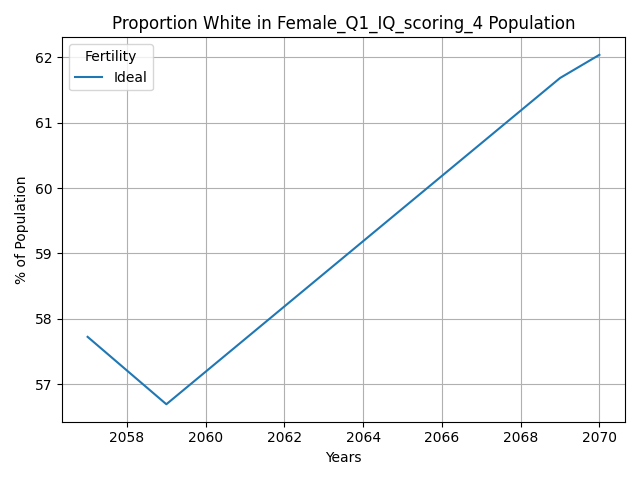 Proportion White in Female_Q1_IQ_scoring_4 Population
Fertility
Ideal
% of Population
62
61
60
59
58
57
2058 2060 2062 2064 2066 2068 2070
Years